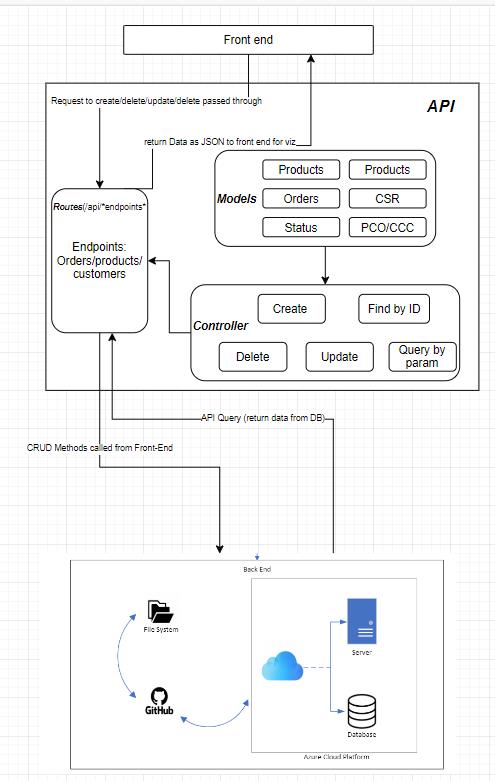 Front end
Request to create/delete/update/delete passed through
API
return Data as JSON to front end for viz
Products
Products
Models
Orders
CSR
Status
PCO/CCC
Routes(/api/*endpoints*
Endpoints:
Orders/products/
customers
Create
Find by ID
Controller
Delete
Update
Query by
param
API Query (return data from DB)
CRUD Methods called from Front-End
Back End
File System
Server
GitHub
Database
Azure Cloud Platform